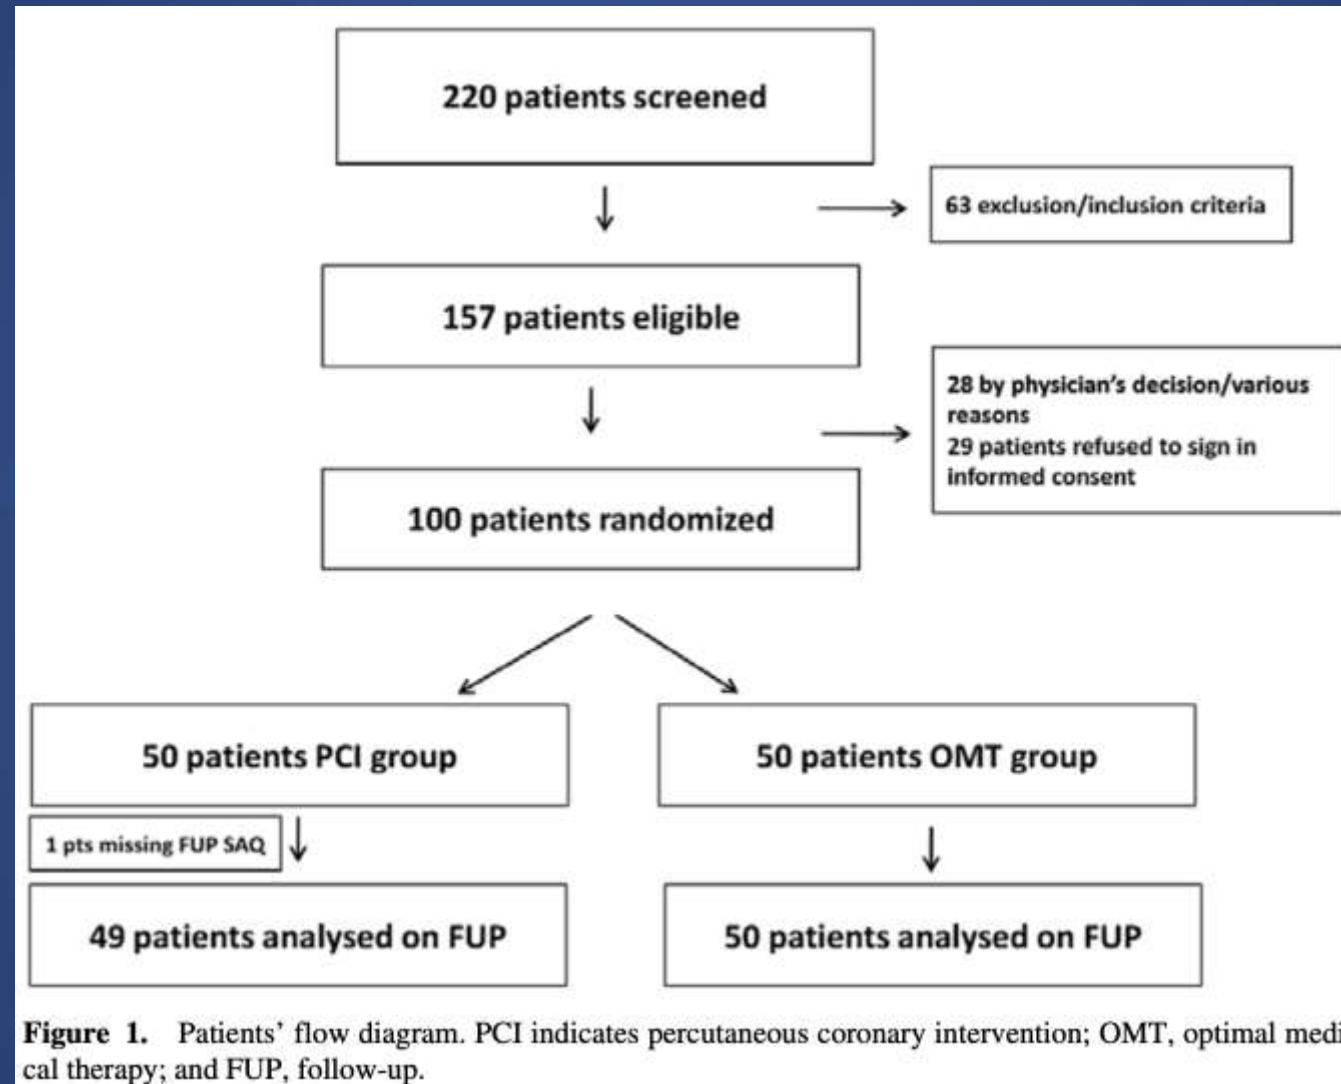 220 patients screened
63 exclusion/inclusion criteria
157 patients eligible
28 by physician's decision/various
reasons
29 patients refused to sign in
informed consent
100 patients randomized
50 patients PCI group
50 patients OMT group
1 pts missing FUP SAQ
49 patients analysed on FUP
50 patients analysed on FUP
Figure 1. Patients' flow diagram. PCI indicates percutaneous coronary intervention; OMT, optimal medi
cal therapy; and FUP, follow-up.